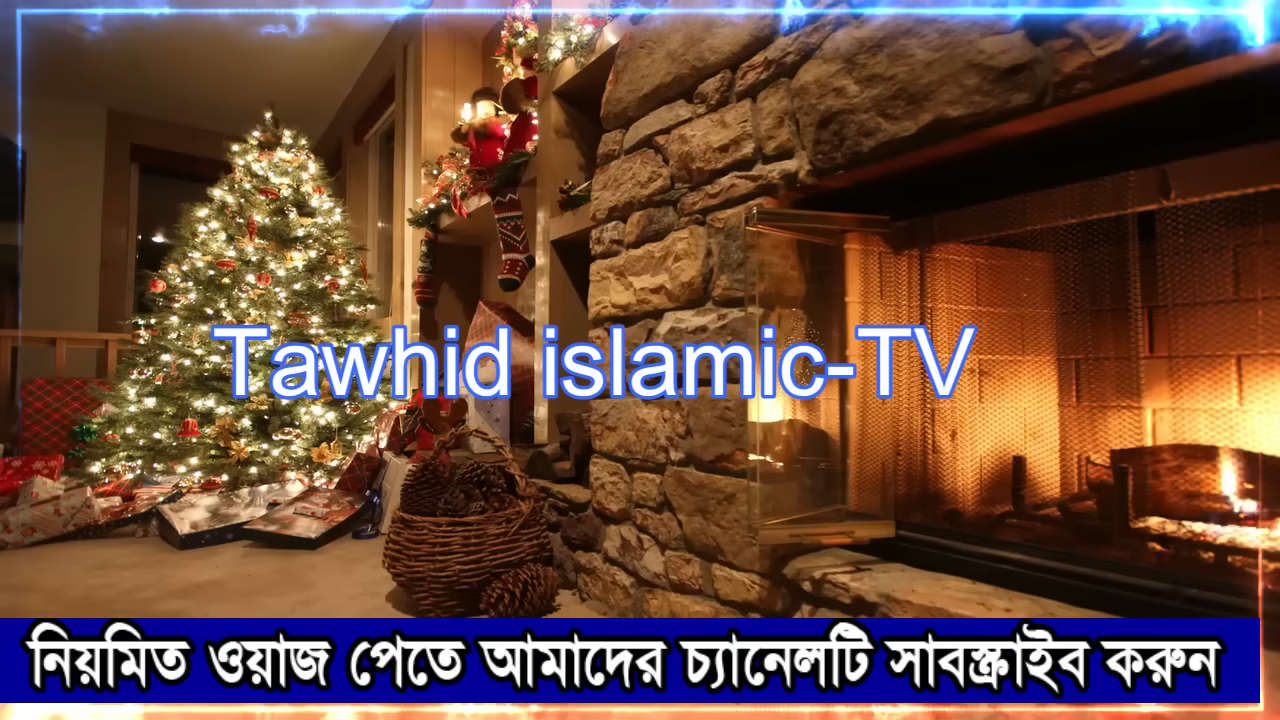 Tawhid islamic-TV
নিয়মিত ওয়াজ পেতে আমাদের চ্যানেলটি সাবস্ক্রাইব করুন